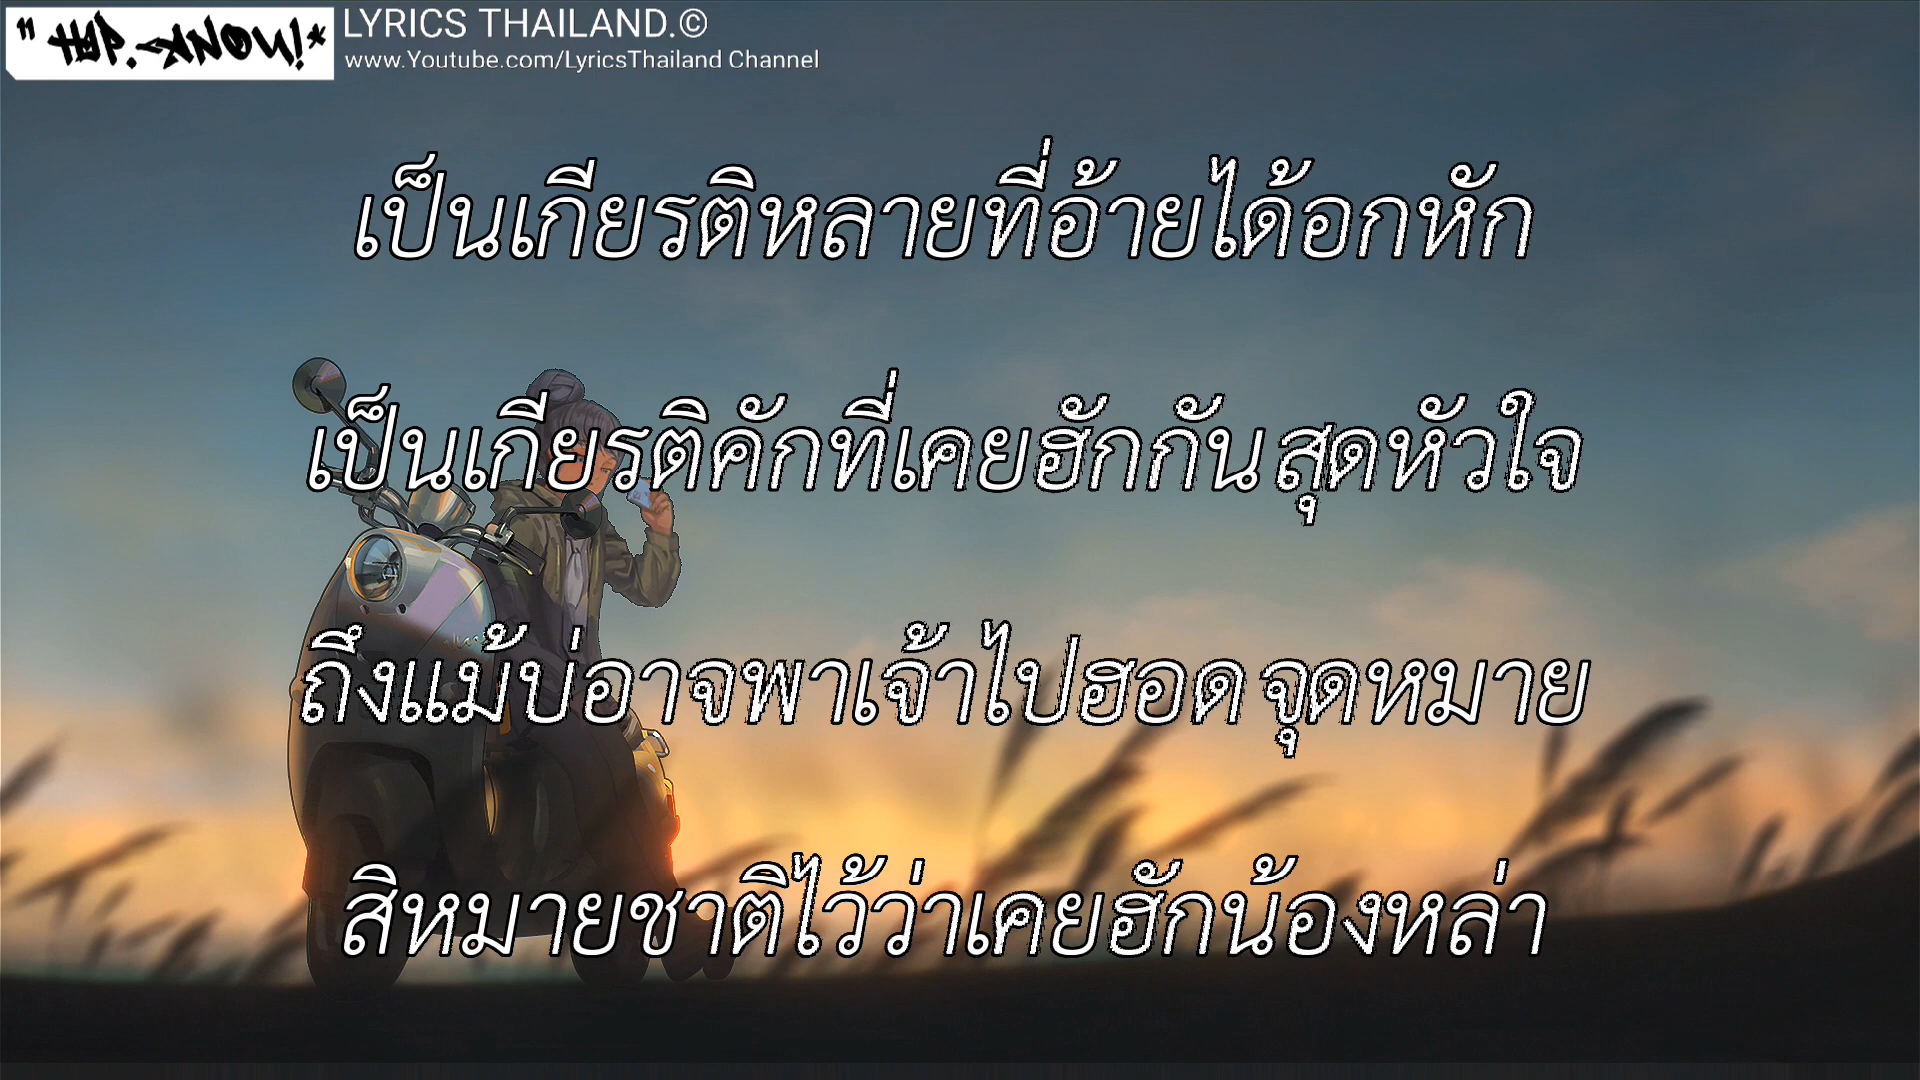 "HYP. KNOW!*
LYRICS THAILAND.©
www.Youtube.com/LyricsThailand Channel
เป็นเกียรติหลายที่อ้ายได้อกหัก
เป็นเกียรติคักที่เคยฮักกันสุดหัวใจ
ถึงแม้บ่อาจพาเจ้าไปฮอดจุดหมาย
สิหมายชาติไว้ว่าเคยฮักน้องหล่า